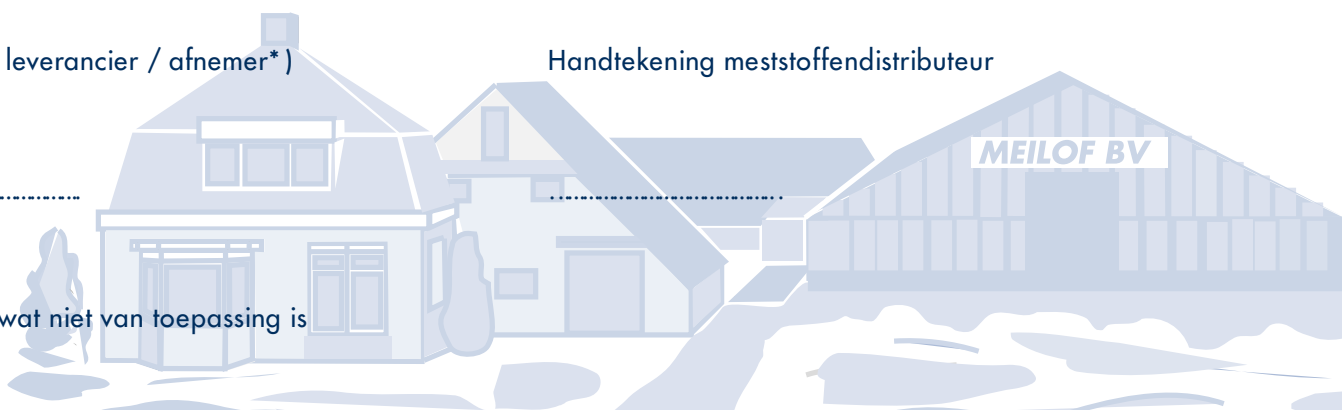 leverancier / afnemer* )
Handtekening meststoffendistributeur
MEILOF BV
................
....................................
wat niet van toepassing is